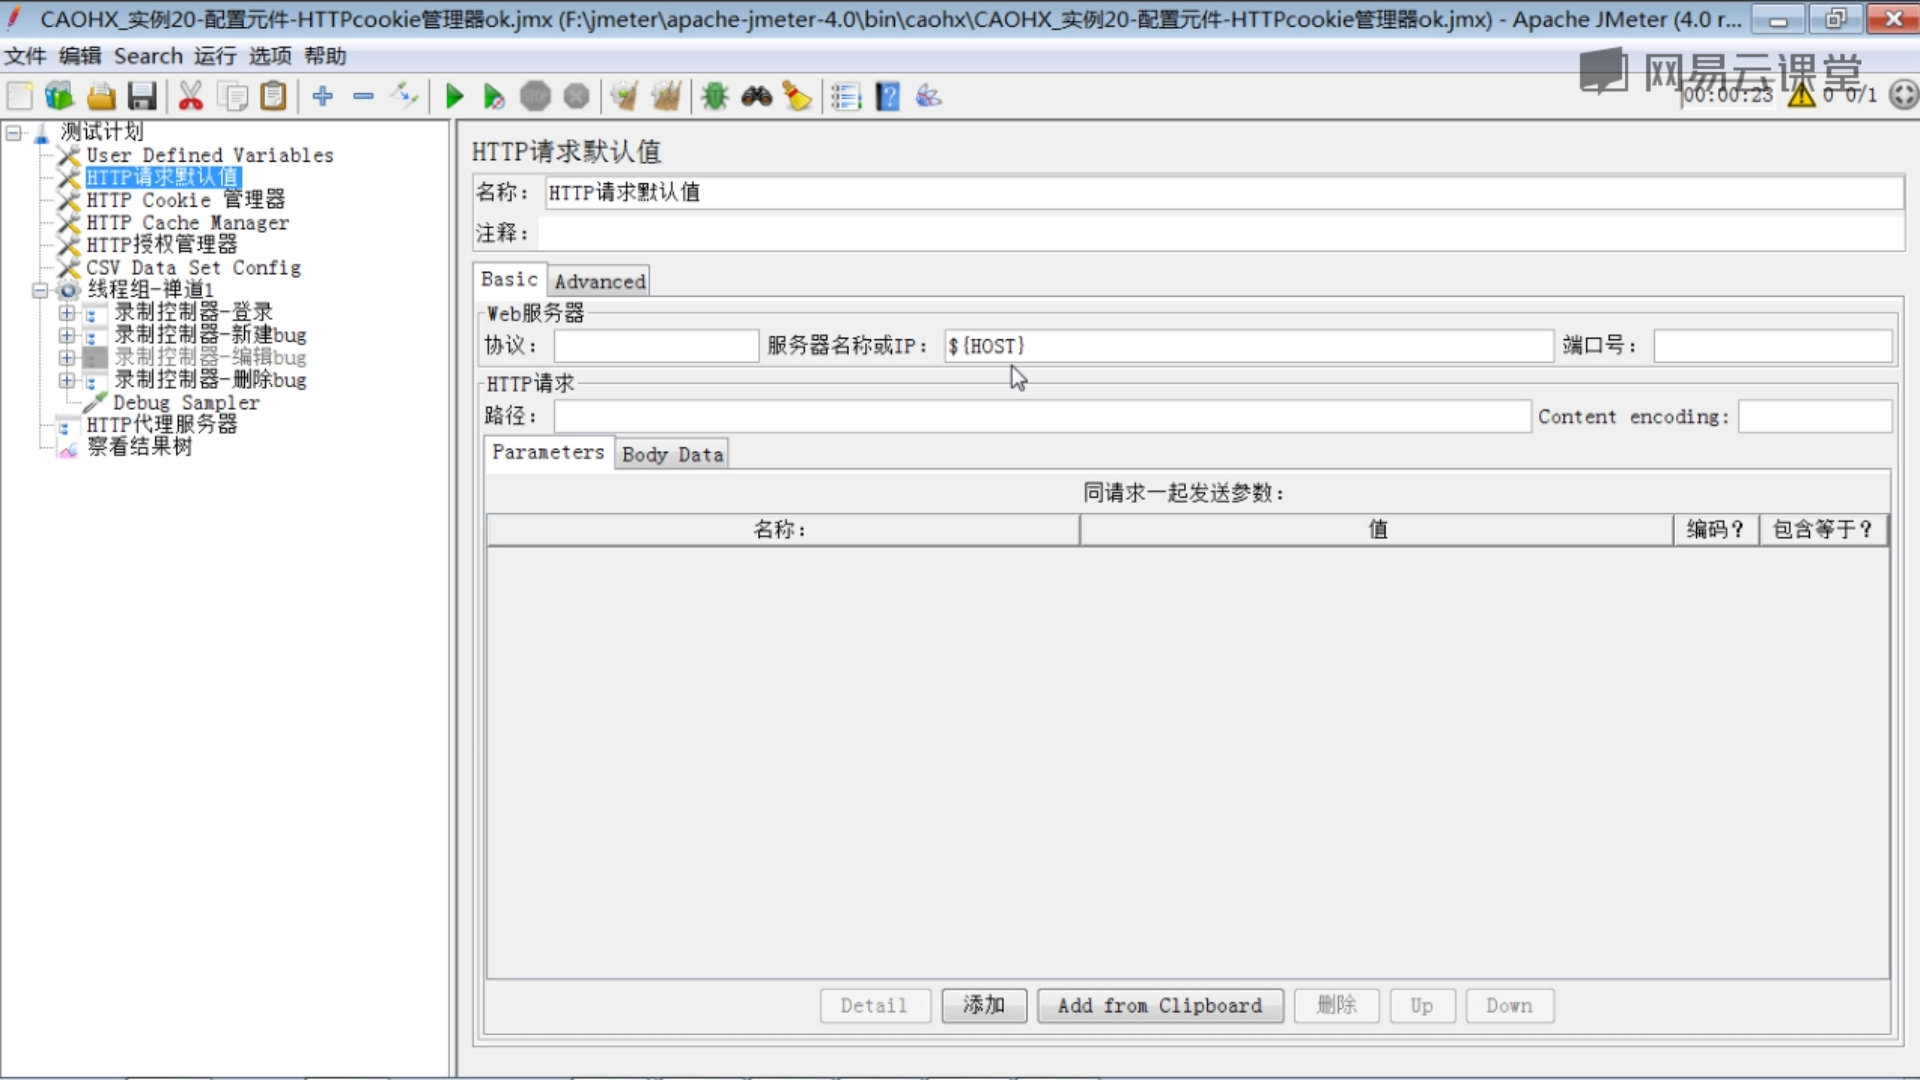 CAOHX_实例20-配置元件-HTTPcookie管理器ok.jmx (F:\jmeter\apache-jmeter-4.0\bin\caohx\CAOHX_实例20-配置元件-HTTPcookie管理器ok.jmx) - Apache JMeter (4.0 r...
文件 编辑 Search 运行 选项 帮助
网易云课堂
00:00:23 0 0/1
测试计划
User Defined Variables
HTTP请求默认值
HTTP Cookie 管理器
HTTP Cache Manager
HTTP授权管理器
CSV Data Set Config
线程组-禅道1
录制控制器-登录
录制控制器-新建bug
录制控制器-编辑bug
录制控制器-删除bug
Debug Sampler
HTTP代理服务器
察看结果树
HTTP请求默认值
名称： HTTP请求默认值
注释：
Basic Advanced
Web服务器
协议： 服务器名称或IP： ${HOST} 端口号：
HTTP请求
路径： Content encoding:
Parameters Body Data
同请求一起发送参数：
名称： 值 编码？ 包含等于？
Detail 添加 Add from Clipboard 删除 Up Down